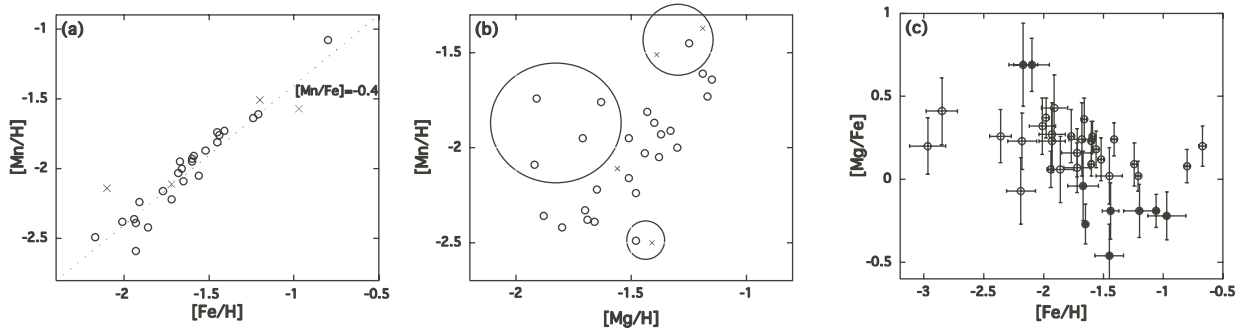 (a)
[Mn/H]
-1
-1.5
-2
-2.5
[Mn/Fe]=-0.4
-2 -1.5 -1 -0.5
[Fe/H]
(b)
[Mn/H]
-1.5
-2
-2.5
-2 -1.5 -1
[Mg/H]
(c)
[Mg/Fe]
1
0.5
0
-0.5
-3 -2.5 -2 -1.5 -1 -0.5
[Fe/H]